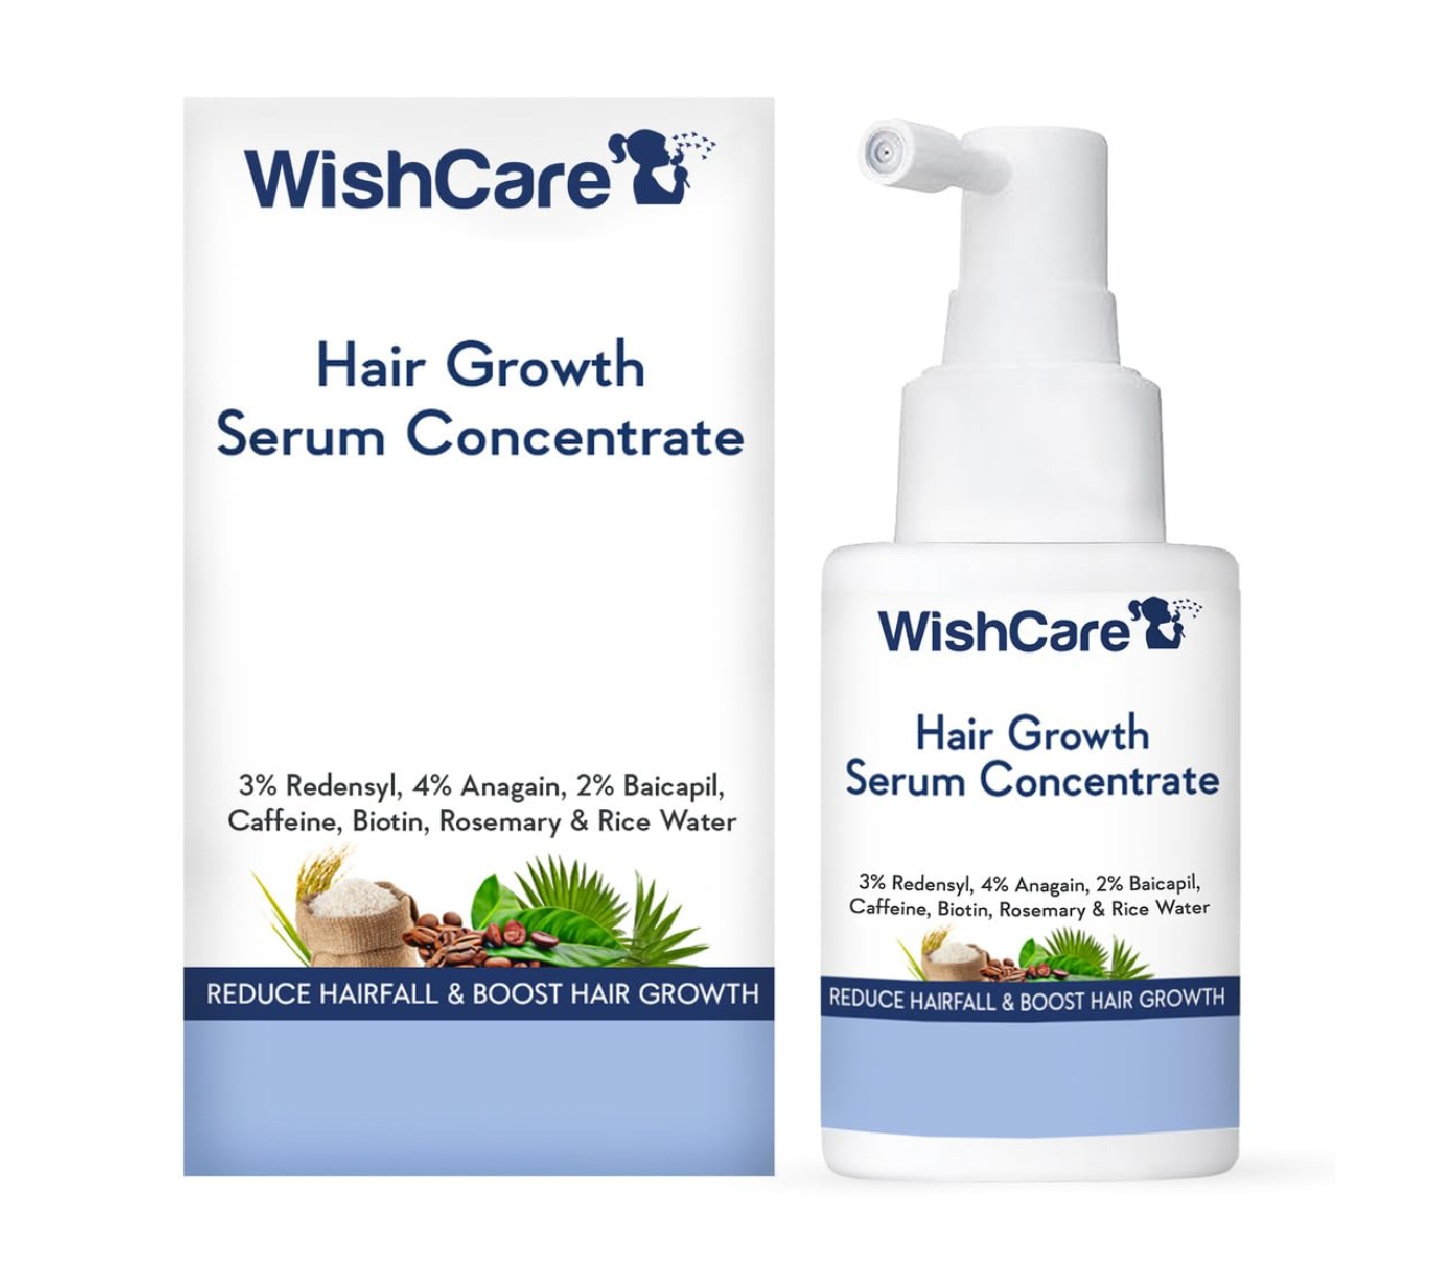 WishCare
Hair Growth
Serum Concentrate
3% Redensyl, 4% Anagain, 2% Baicapil,
Caffeine, Biotin, Rosemary & Rice Water
REDUCE HAIRFALL & BOOST HAIR GROWTH
WishCare
Hair Growth
Serum Concentrate
3% Redensyl, 4% Anagain, 2% Baicapil,
Caffeine, Biotin, Rosemary & Rice Water
REDUCE HAIRFALL & BOOST HAIR GROWTH